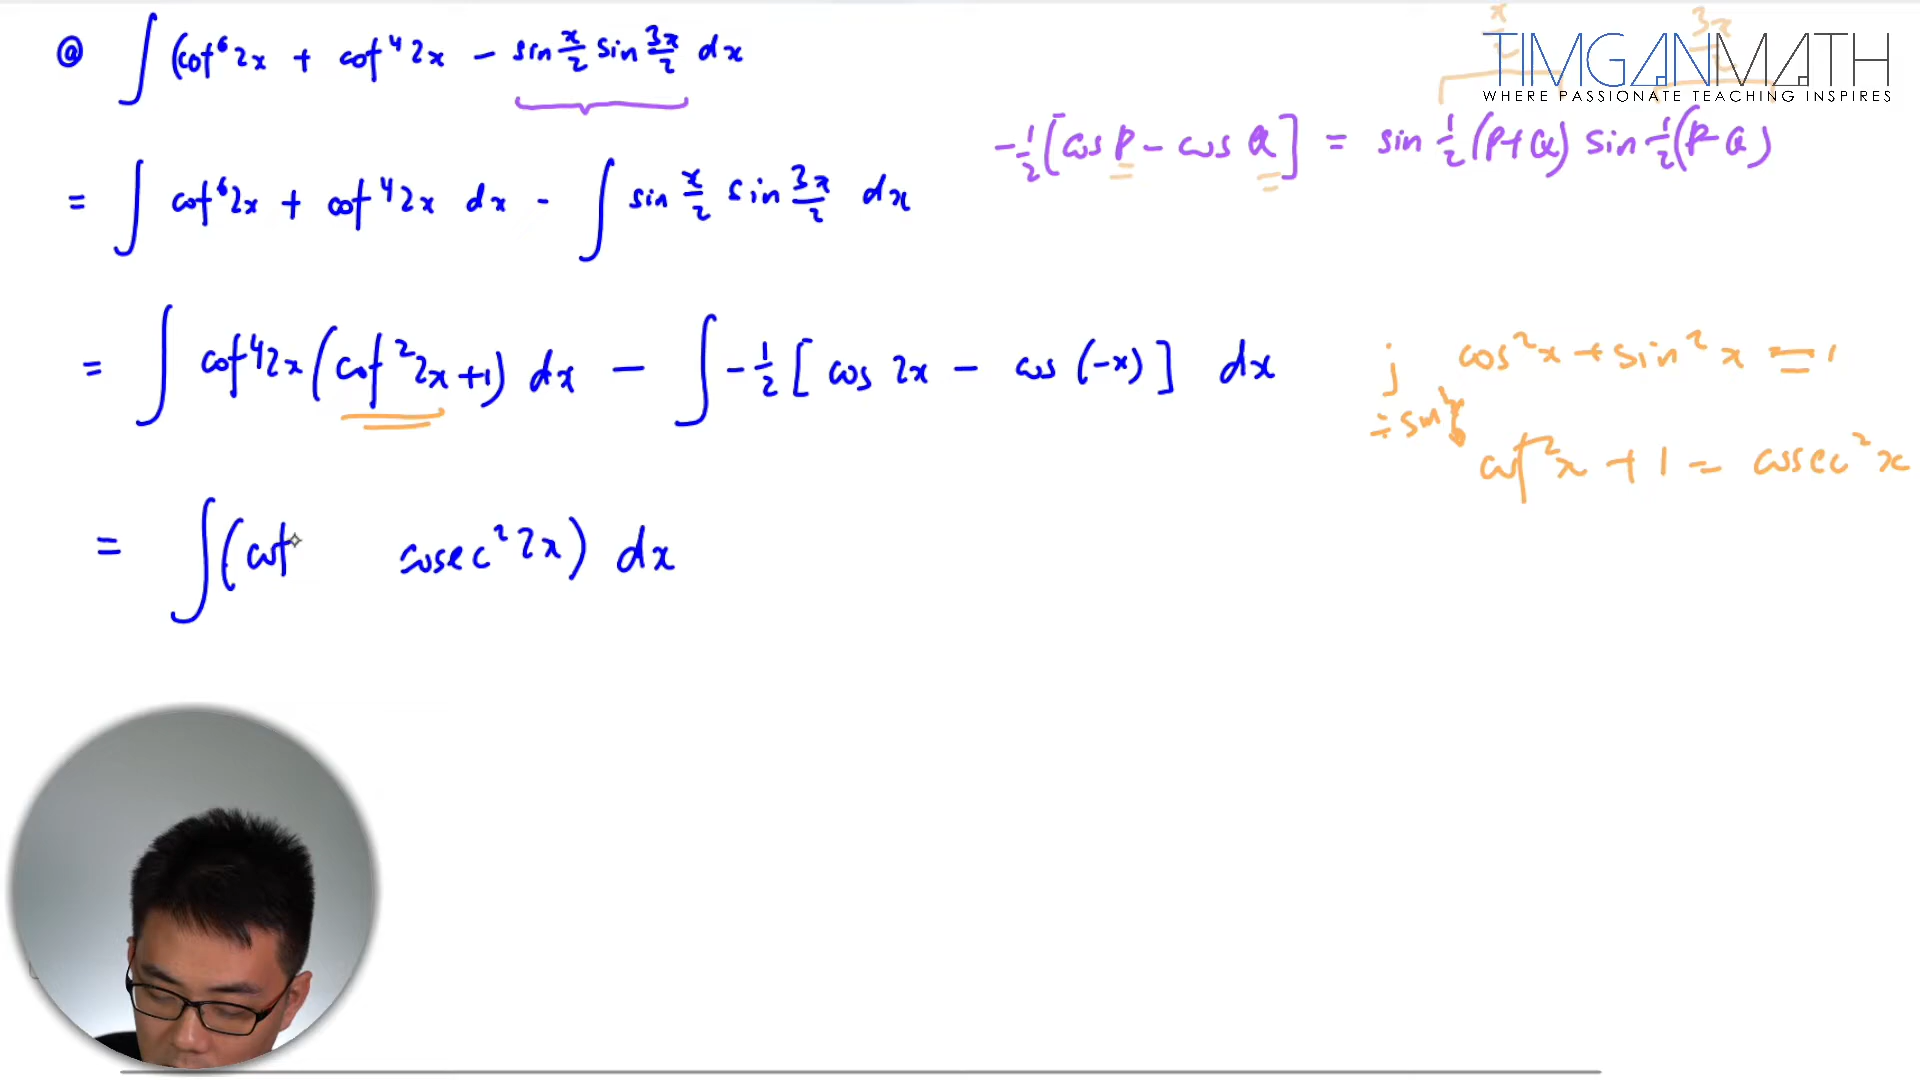 ⓐ ∫ (cot⁶2x + cot⁴2x − sin x/2 sin 3x/2 dx
= ∫ cot⁶2x + cot⁴2x dx - ∫ sin x/2 sin 3x/2 dx
= ∫ cot⁴2x (cot²2x+1) dx − ∫ -1/2 [cos 2x − cos (-x)] dx
= ∫ (cot cosec²2x) dx
x
3x/2
TIMGANMATH
WHERE PASSIONATE TEACHING INSPIRES
-1/2 [cos P − cos Q] = sin 1/2 (P+Q) sin 1/2 (P-Q)
cos²x + sin²x = 1
÷ sin²x
cot²x + 1 = cosec²x